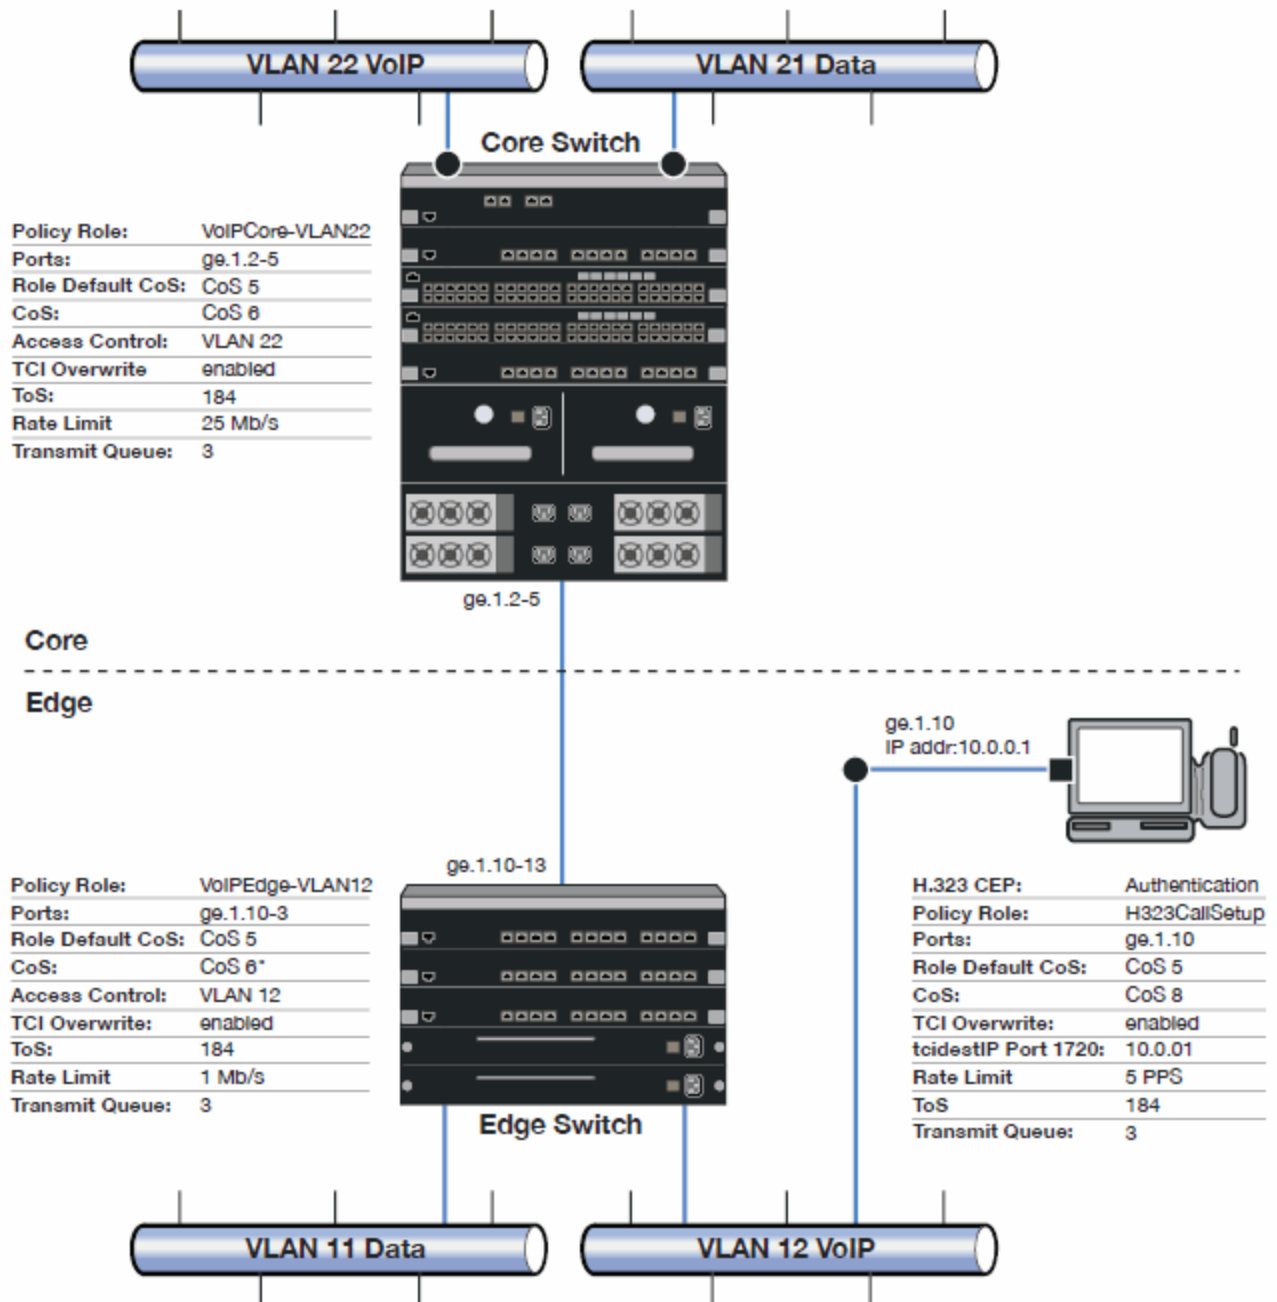 VLAN 22 VoIP
VLAN 21 Data
Core Switch
Policy Role: VoIPCore-VLAN22
Ports: ge.1.2-5
Role Default CoS: CoS 5
CoS: CoS 6
Access Control: VLAN 22
TCI Overwrite enabled
ToS: 184
Rate Limit 25 Mb/s
Transmit Queue: 3
ge.1.2-5
Core
Edge
ge.1.10
IP addr:10.0.0.1
ge.1.10-13
Policy Role: VoIPEdge-VLAN12
Ports: ge.1.10-3
Role Default CoS: CoS 5
CoS: CoS 6*
Access Control: VLAN 12
TCI Overwrite: enabled
ToS: 184
Rate Limit 1 Mb/s
Transmit Queue: 3
H.323 CEP: Authentication
Policy Role: H323CallSetup
Ports: ge.1.10
Role Default CoS: CoS 5
CoS: CoS 8
TCI Overwrite: enabled
tcidestIP Port 1720: 10.0.01
Rate Limit 5 PPS
ToS 184
Transmit Queue: 3
Edge Switch
VLAN 11 Data
VLAN 12 VoIP